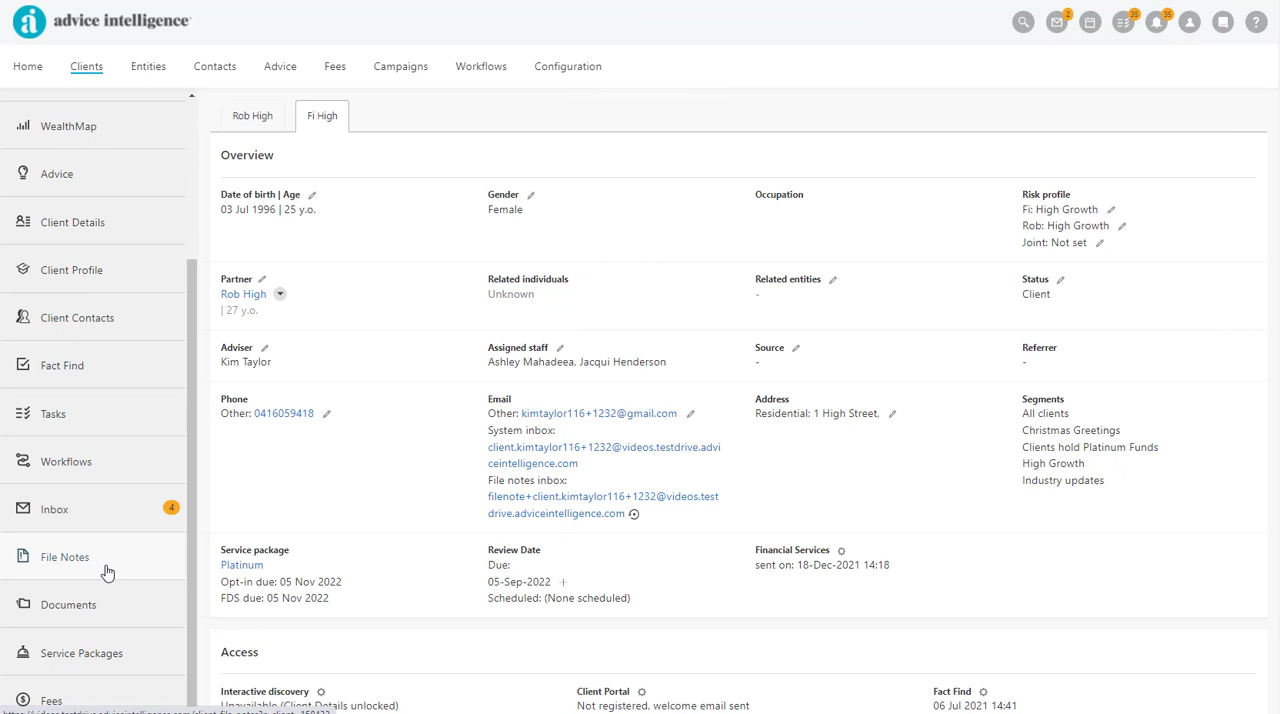 advice intelligence
2
35
35
Home Clients Entities Contacts Advice Fees Campaigns Workflows Configuration
WealthMap
Advice
Client Details
Client Profile
Client Contacts
Fact Find
Tasks
Workflows
Inbox 4
File Notes
Documents
Service Packages
Fees
Rob High Fi High
Overview
Date of birth | Age
03 Jul 1996 | 25 y.o.
Gender
Female
Occupation
Risk profile
Fi: High Growth
Rob: High Growth
Joint: Not set
Partner
Rob High
| 27 y.o.
Related individuals
Unknown
Related entities
-
Status
Client
Adviser
Kim Taylor
Assigned staff
Ashley Mahadeea, Jacqui Henderson
Source
-
Referrer
-
Phone
Other: 0416059418
Email
Other: kimtaylor116+1232@gmail.com
System inbox:
client.kimtaylor116+1232@videos.testdrive.advi
ceintelligence.com
File notes inbox:
filenote+client.kimtaylor116+1232@videos.test
drive.adviceintelligence.com
Address
Residential: 1 High Street,
Segments
All clients
Christmas Greetings
Clients hold Platinum Funds
High Growth
Industry updates
Service package
Platinum
Opt-in due: 05 Nov 2022
FDS due: 05 Nov 2022
Review Date
Due:
05-Sep-2022 +
Scheduled: (None scheduled)
Financial Services
sent on: 18-Dec-2021 14:18
Access
Interactive discovery
Unavailable (Client Details unlocked)
Client Portal
Not registered, welcome email sent
Fact Find
06 Jul 2021 14:41